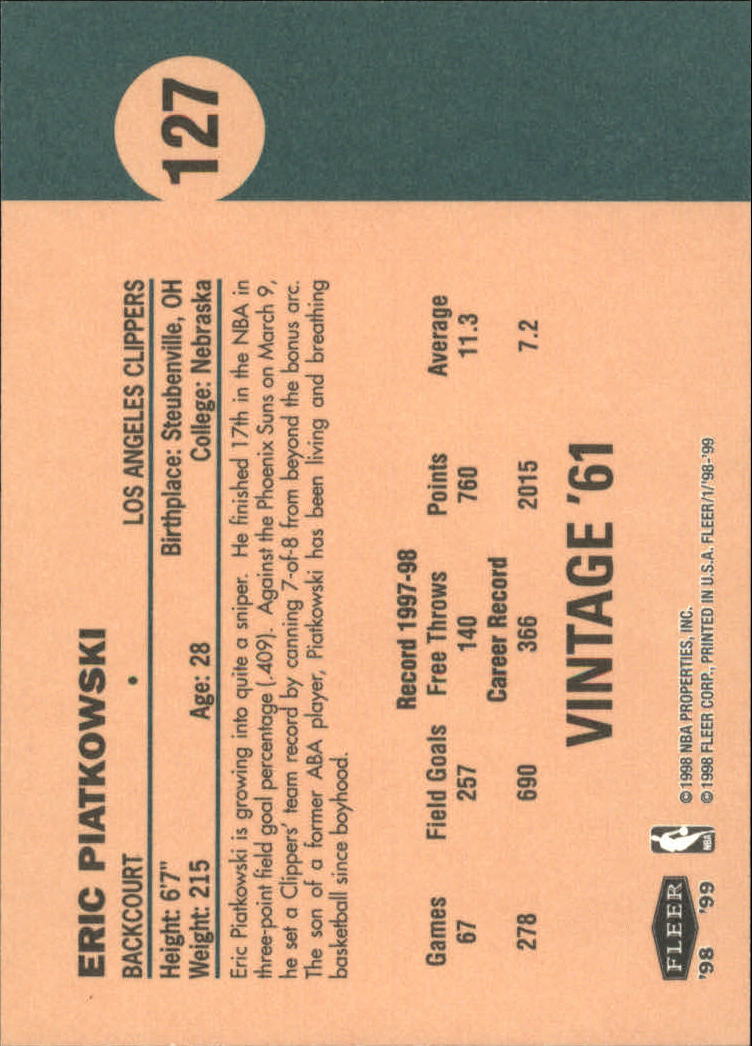 127
ERIC PIATKOWSKI
BACKCOURT • LOS ANGELES CLIPPERS
Height: 6'7" Birthplace: Steubenville, OH
Weight: 215 Age: 28 College: Nebraska
Eric Piatkowski is growing into quite a sniper. He finished 17th in the NBA in
three-point field goal percentage (.409). Against the Phoenix Suns on March 9,
he set a Clippers' team record by canning 7-of-8 from beyond the bonus arc.
The son of a former ABA player, Piatkowski has been living and breathing
basketball since boyhood.
Record 1997-98
Games Field Goals Free Throws Points Average
67 257 140 760 11.3
Career Record
278 690 366 2015 7.2
VINTAGE '61
FLEER
'98 '99
NBA
©1998 NBA PROPERTIES, INC.
©1998 FLEER CORP., PRINTED IN U.S.A. FLEER/1/'98-'99